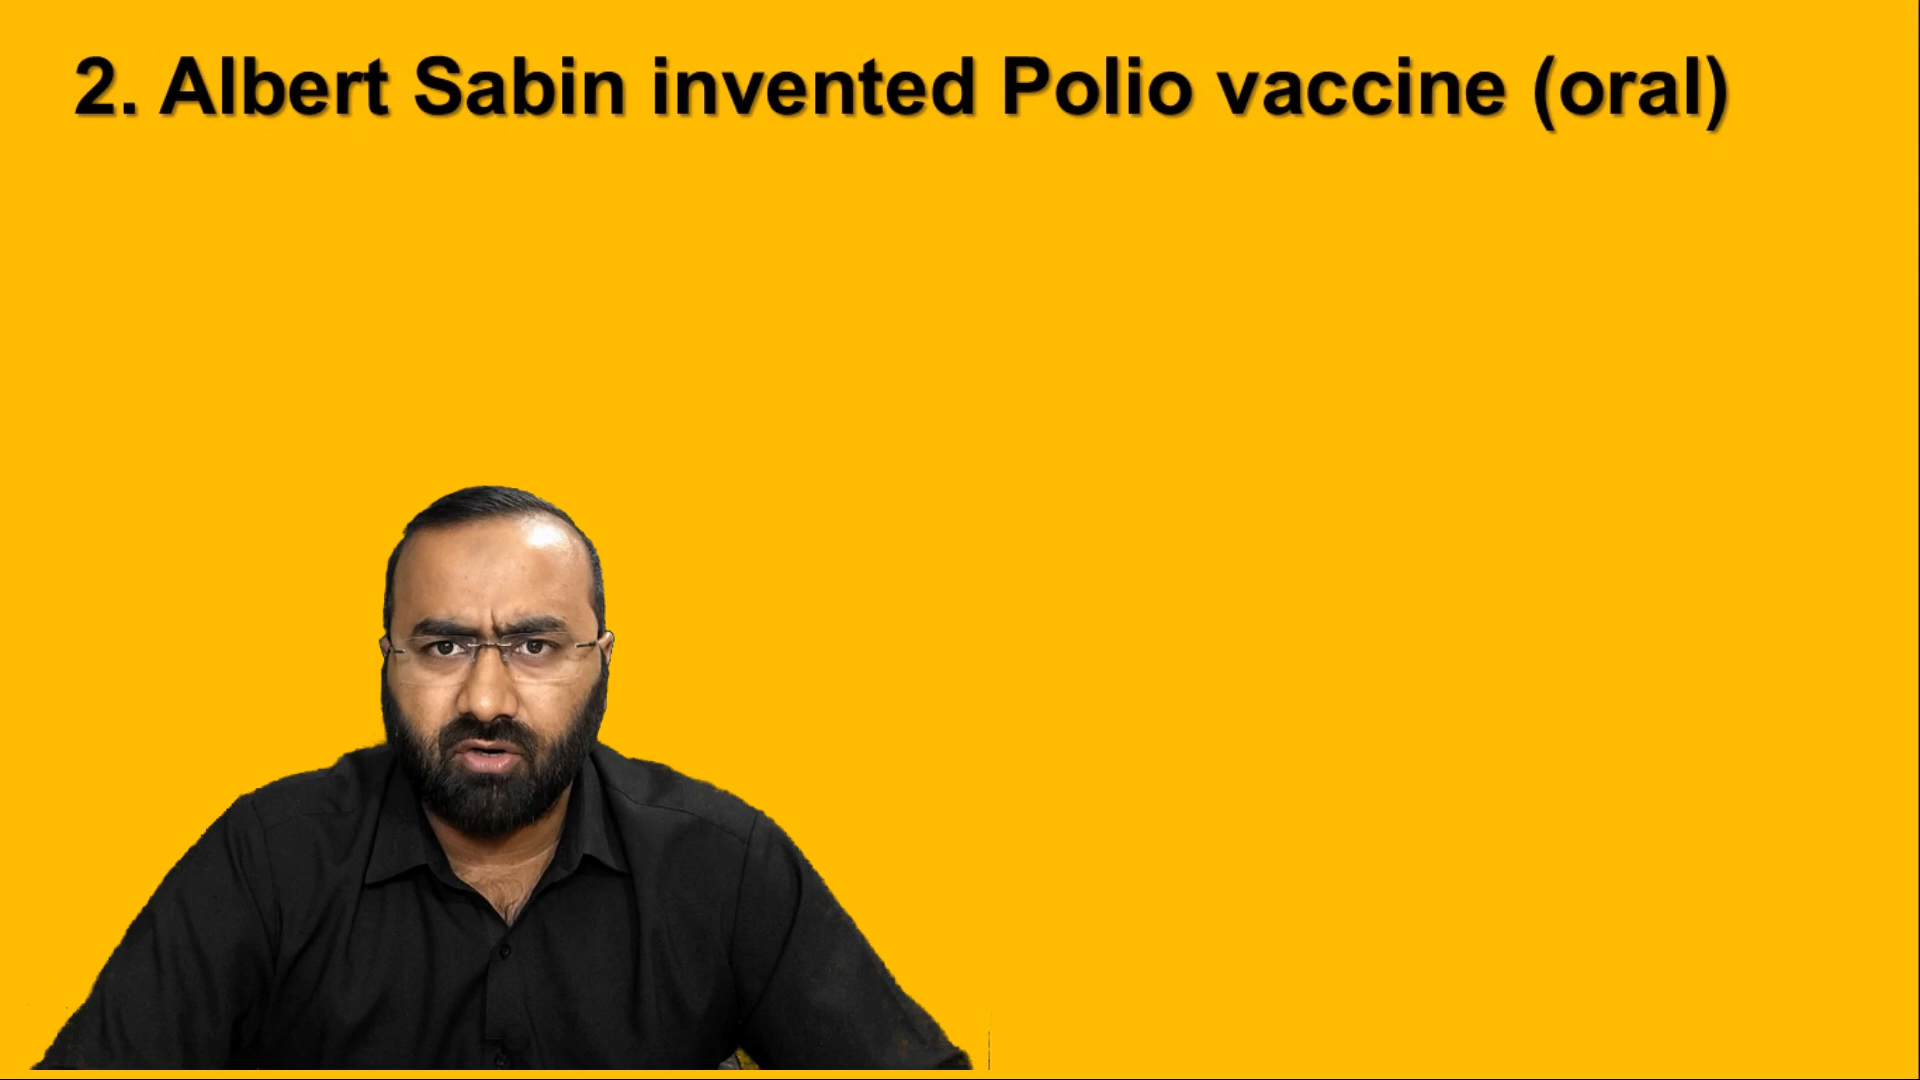 2. Albert Sabin invented Polio vaccine (oral)